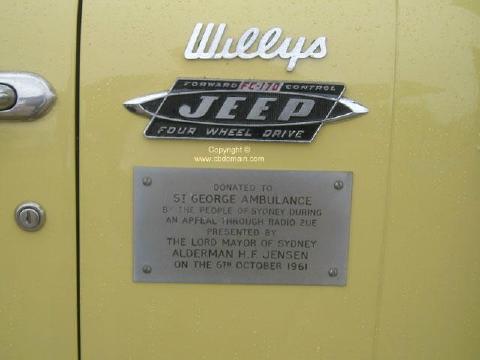 Willys
FORWARD FC-170 CONTROL
JEEP
FOUR WHEEL DRIVE
Copyright ©
www.cbdomain.com
DONATED TO
ST GEORGE AMBULANCE
BY THE PEOPLE OF SYDNEY DURING
AN APPEAL THROUGH RADIO 2UE
PRESENTED BY
THE LORD MAYOR OF SYDNEY
ALDERMAN H.F. JENSEN
ON THE 6TH OCTOBER 1961